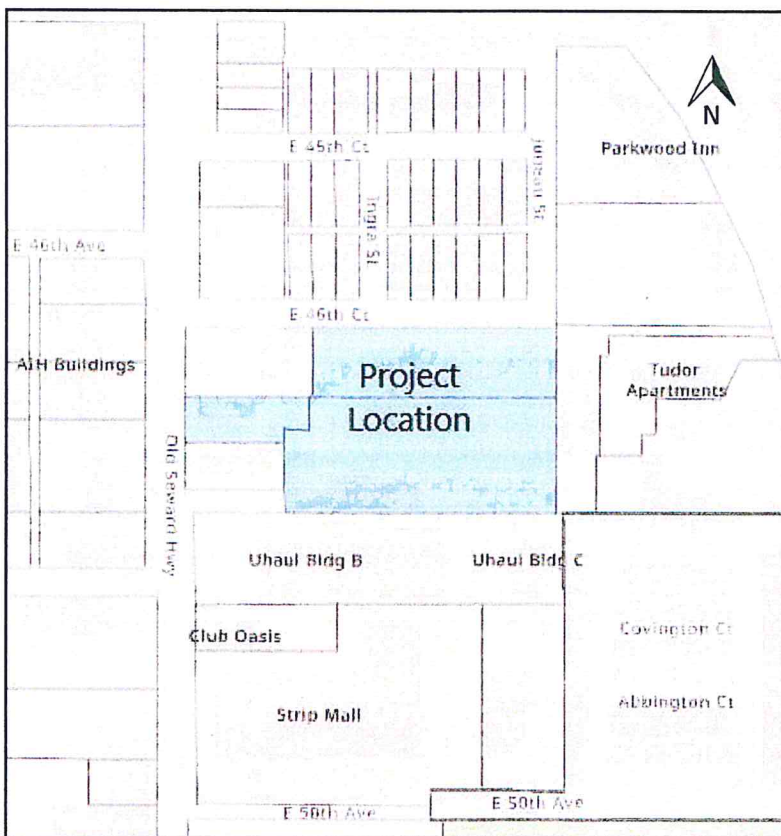 N
E 45th Ct
Juneau St
Parkwood Inn
Ingra St
E 46th Ave
E 46th Ct
AIH Buildings
Project
Location
Tudor
Apartments
Old Seward Hwy
Uhaul Bldg B
Uhaul Bldg C
Club Oasis
Covington Ct
Strip Mall
Abbington Ct
E 50th Ave
E 50th Ave